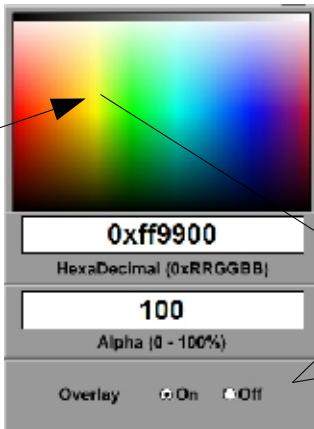 0xff9900
HexaDecimal (0xRRGGBB)
100
Alpha (0 - 100%)
Overlay On Off